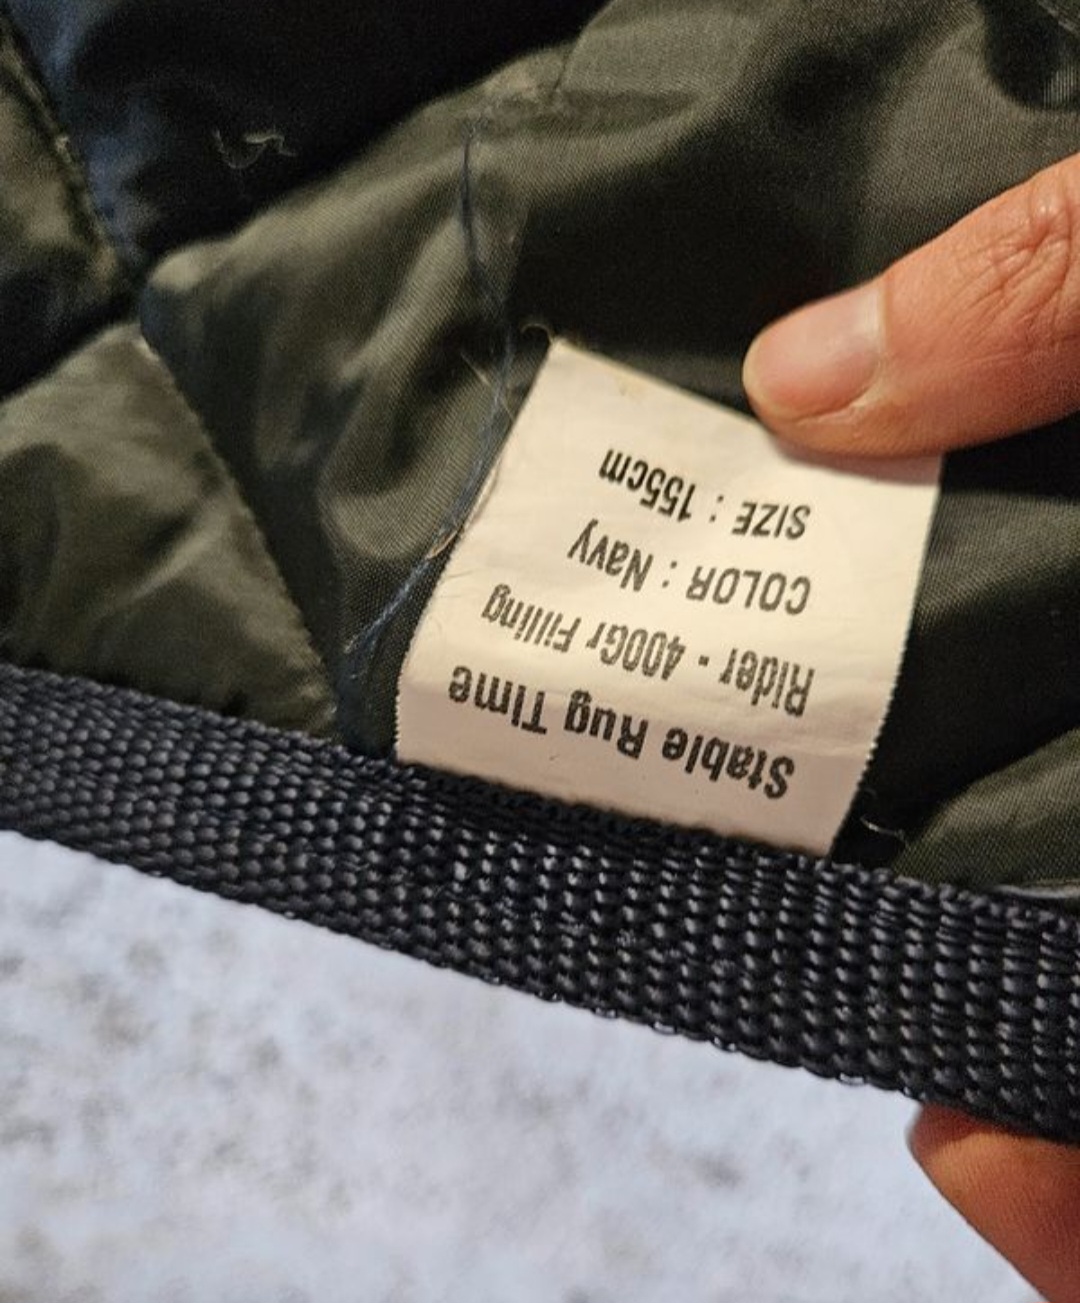 Stable Rug Time
Rider - 400Gr Filling
COLOR : Navy
SIZE : 155cm